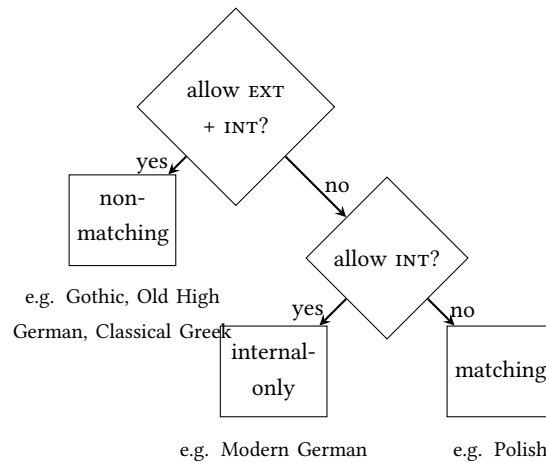 allow EXT
+ INT?
yes
no
non-
matching
allow INT?
e.g. Gothic, Old High
German, Classical Greek
yes
no
internal-
only
matching
e.g. Modern German
e.g. Polish